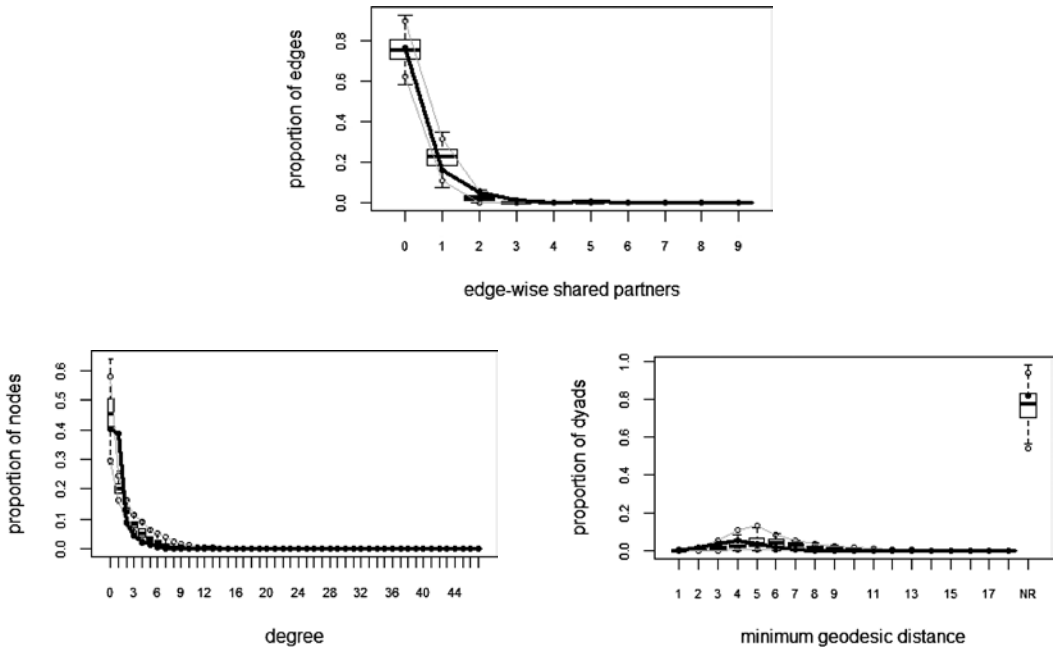 proportion of edges
0.8
0.6
0.4
0.2
0.0
0 1 2 3 4 5 6 7 8 9
edge-wise shared partners
proportion of nodes
0.6
0.5
0.4
0.3
0.2
0.1
0.0
0 3 6 9 12 16 20 24 28 32 36 40 44
degree
proportion of dyads
1.0
0.8
0.6
0.4
0.2
0.0
1 2 3 4 5 6 7 8 9 11 13 15 17 NR
minimum geodesic distance